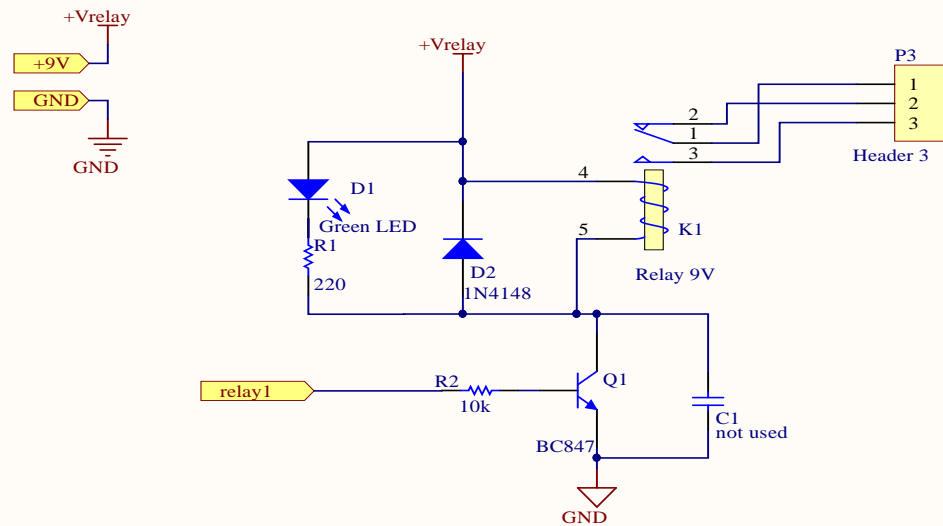 +Vrelay
+9V
GND
GND
+Vrelay
D1
Green LED
R1
220
D2
1N4148
4
5
K1
Relay 9V
2
1
3
P3
1
2
3
Header 3
relay1
R2
10k
Q1
BC847
C1
not used
GND